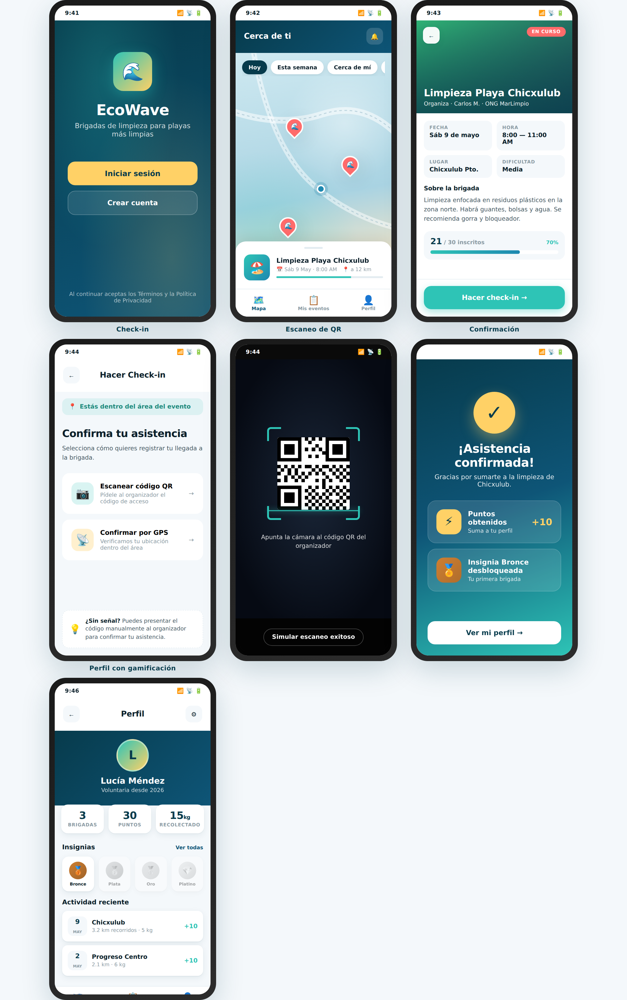 9:41
EcoWave
Brigadas de limpieza para playas
más limpias
Iniciar sesión
Crear cuenta
Al continuar aceptas los Términos y la Política
de Privacidad
9:42
Cerca de ti
Hoy
Esta semana
Cerca de mí
Limpieza Playa Chicxulub
Sáb 9 May · 8:00 AM
a 12 km
Mapa
Mis eventos
Perfil
9:43
←
EN CURSO
Limpieza Playa Chicxulub
Organiza · Carlos M. · ONG MarLimpio
FECHA
Sáb 9 de mayo
HORA
8:00 — 11:00
AM
LUGAR
Chicxulub Pto.
DIFICULTAD
Media
Sobre la brigada
Limpieza enfocada en residuos plásticos en la
zona norte. Habrá guantes, bolsas y agua. Se
recomienda gorra y bloqueador.
21 / 30 inscritos
70%
Hacer check-in →
Check-in
9:44
←
Hacer Check-in
Estás dentro del área del evento
Confirma tu asistencia
Selecciona cómo quieres registrar tu llegada a
la brigada.
Escanear código QR
Pídele al organizador el
código de acceso
→
Confirmar por GPS
Verificamos tu ubicación
dentro del área
→
¿Sin señal? Puedes presentar el
código manualmente al organizador
para confirmar tu asistencia.
Escaneo de QR
9:44
Apunta la cámara al código QR del
organizador
Simular escaneo exitoso
Confirmación
✓
¡Asistencia
confirmada!
Gracias por sumarte a la limpieza de
Chicxulub.
Puntos
obtenidos
Suma a tu perfil
+10
Insignia Bronce
desbloqueada
Tu primera brigada
Ver mi perfil →
Perfil con gamificación
9:46
←
Perfil
L
Lucía Méndez
Voluntaria desde 2026
3
BRIGADAS
30
PUNTOS
15kg
RECOLECTADO
Insignias
Ver todas
Bronce
Plata
Oro
Platino
Actividad reciente
9
MAY
Chicxulub
3.2 km recorridos · 5 kg
+10
2
MAY
Progreso Centro
2.1 km · 6 kg
+10